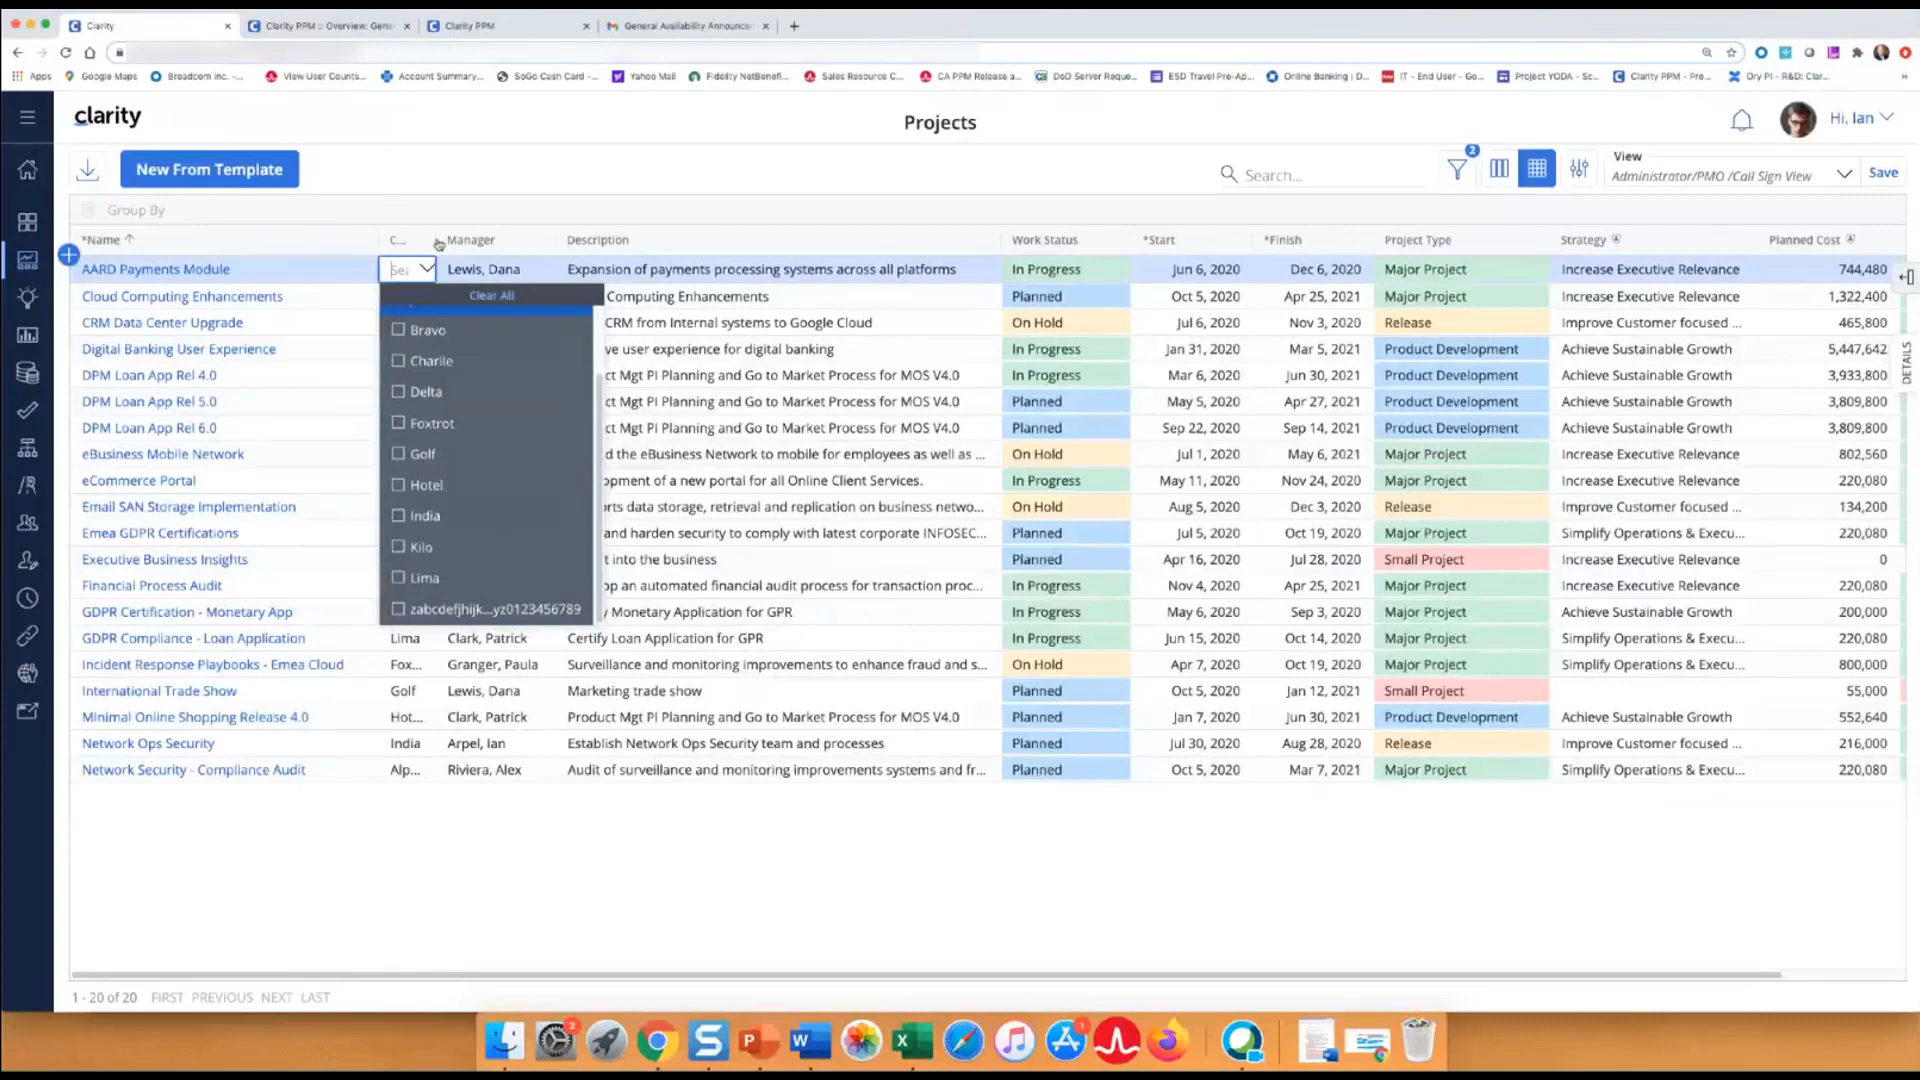 Clarity
Clarity PPM :: Overview: Gene
Clarity PPM
General Availability Announce
Apps
Google Maps
Broadcom Inc. -...
View User Counts...
Account Summary...
SoGo Cash Card -...
Yahoo Mail
Fidelity NetBenefi...
Sales Resource C...
CA PPM Release a...
DoD Server Reque...
ESD Travel Pre-Ap...
Online Banking | D...
IT - End User - Go...
Project YODA - Sc...
Clarity PPM - Pro...
Ory PI - R&D: Clar...
»
clarity
Projects
Hi, Ian
New From Template
Search...
2
View
Administrator/PMO /Call Sign View
Save
Group By
*Name C... Manager Description Work Status *Start *Finish Project Type Strategy Planned Cost
AARD Payments Module Sea Lewis, Dana Expansion of payments processing systems across all platforms In Progress Jun 6, 2020 Dec 6, 2020 Major Project Increase Executive Relevance 744,480
Clear All
Bravo
Charile
Delta
Foxtrot
Golf
Hotel
India
Kilo
Lima
zabcdefjhijk...yz0123456789
Cloud Computing Enhancements Computing Enhancements Planned Oct 5, 2020 Apr 25, 2021 Major Project Increase Executive Relevance 1,322,400
CRM Data Center Upgrade CRM from Internal systems to Google Cloud On Hold Jul 6, 2020 Nov 3, 2020 Release Improve Customer focused ... 465,800
Digital Banking User Experience ve user experience for digital banking In Progress Jan 31, 2020 Mar 5, 2021 Product Development Achieve Sustainable Growth 5,447,642
DPM Loan App Rel 4.0 ct Mgt PI Planning and Go to Market Process for MOS V4.0 In Progress Mar 6, 2020 Jun 30, 2021 Product Development Achieve Sustainable Growth 3,933,800
DPM Loan App Rel 5.0 ct Mgt PI Planning and Go to Market Process for MOS V4.0 Planned May 5, 2020 Apr 27, 2021 Product Development Achieve Sustainable Growth 3,809,800
DPM Loan App Rel 6.0 ct Mgt PI Planning and Go to Market Process for MOS V4.0 Planned Sep 22, 2020 Sep 14, 2021 Product Development Achieve Sustainable Growth 3,809,800
eBusiness Mobile Network d the eBusiness Network to mobile for employees as well as ... On Hold Jul 1, 2020 May 6, 2021 Major Project Increase Executive Relevance 802,560
eCommerce Portal opment of a new portal for all Online Client Services. In Progress May 11, 2020 Nov 24, 2020 Major Project Increase Executive Relevance 220,080
Email SAN Storage Implementation rts data storage, retrieval and replication on business netwo... On Hold Aug 5, 2020 Dec 3, 2020 Release Improve Customer focused ... 134,200
Emea GDPR Certifications and harden security to comply with latest corporate INFOSEC... Planned Jul 5, 2020 Oct 19, 2020 Major Project Simplify Operations & Execu... 220,080
Executive Business Insights t into the business Planned Apr 16, 2020 Jul 28, 2020 Small Project Increase Executive Relevance 0
Financial Process Audit op an automated financial audit process for transaction proc... In Progress Nov 4, 2020 Apr 25, 2021 Major Project Increase Executive Relevance 220,080
GDPR Certification - Monetary App y Monetary Application for GPR In Progress May 6, 2020 Sep 3, 2020 Major Project Achieve Sustainable Growth 200,000
GDPR Compliance - Loan Application Lima Clark, Patrick Certify Loan Application for GPR In Progress Jun 15, 2020 Oct 14, 2020 Major Project Simplify Operations & Execu... 220,080
Incident Response Playbooks - Emea Cloud Fox... Granger, Paula Surveillance and monitoring improvements to enhance fraud and s... On Hold Apr 7, 2020 Oct 19, 2020 Major Project Simplify Operations & Execu... 800,000
International Trade Show Golf Lewis, Dana Marketing trade show Planned Oct 5, 2020 Jan 12, 2021 Small Project 55,000
Minimal Online Shopping Release 4.0 Hot... Clark, Patrick Product Mgt PI Planning and Go to Market Process for MOS V4.0 Planned Jan 7, 2020 Jun 30, 2021 Product Development Achieve Sustainable Growth 552,640
Network Ops Security India Arpel, Ian Establish Network Ops Security team and processes Planned Jul 30, 2020 Aug 28, 2020 Release Improve Customer focused ... 216,000
Network Security - Compliance Audit Alp... Riviera, Alex Audit of surveillance and monitoring improvements systems and fr... Planned Oct 5, 2020 Mar 7, 2021 Major Project Simplify Operations & Execu... 220,080
DETAILS
1 - 20 of 20 FIRST PREVIOUS NEXT LAST
2
S
P
W
X
1